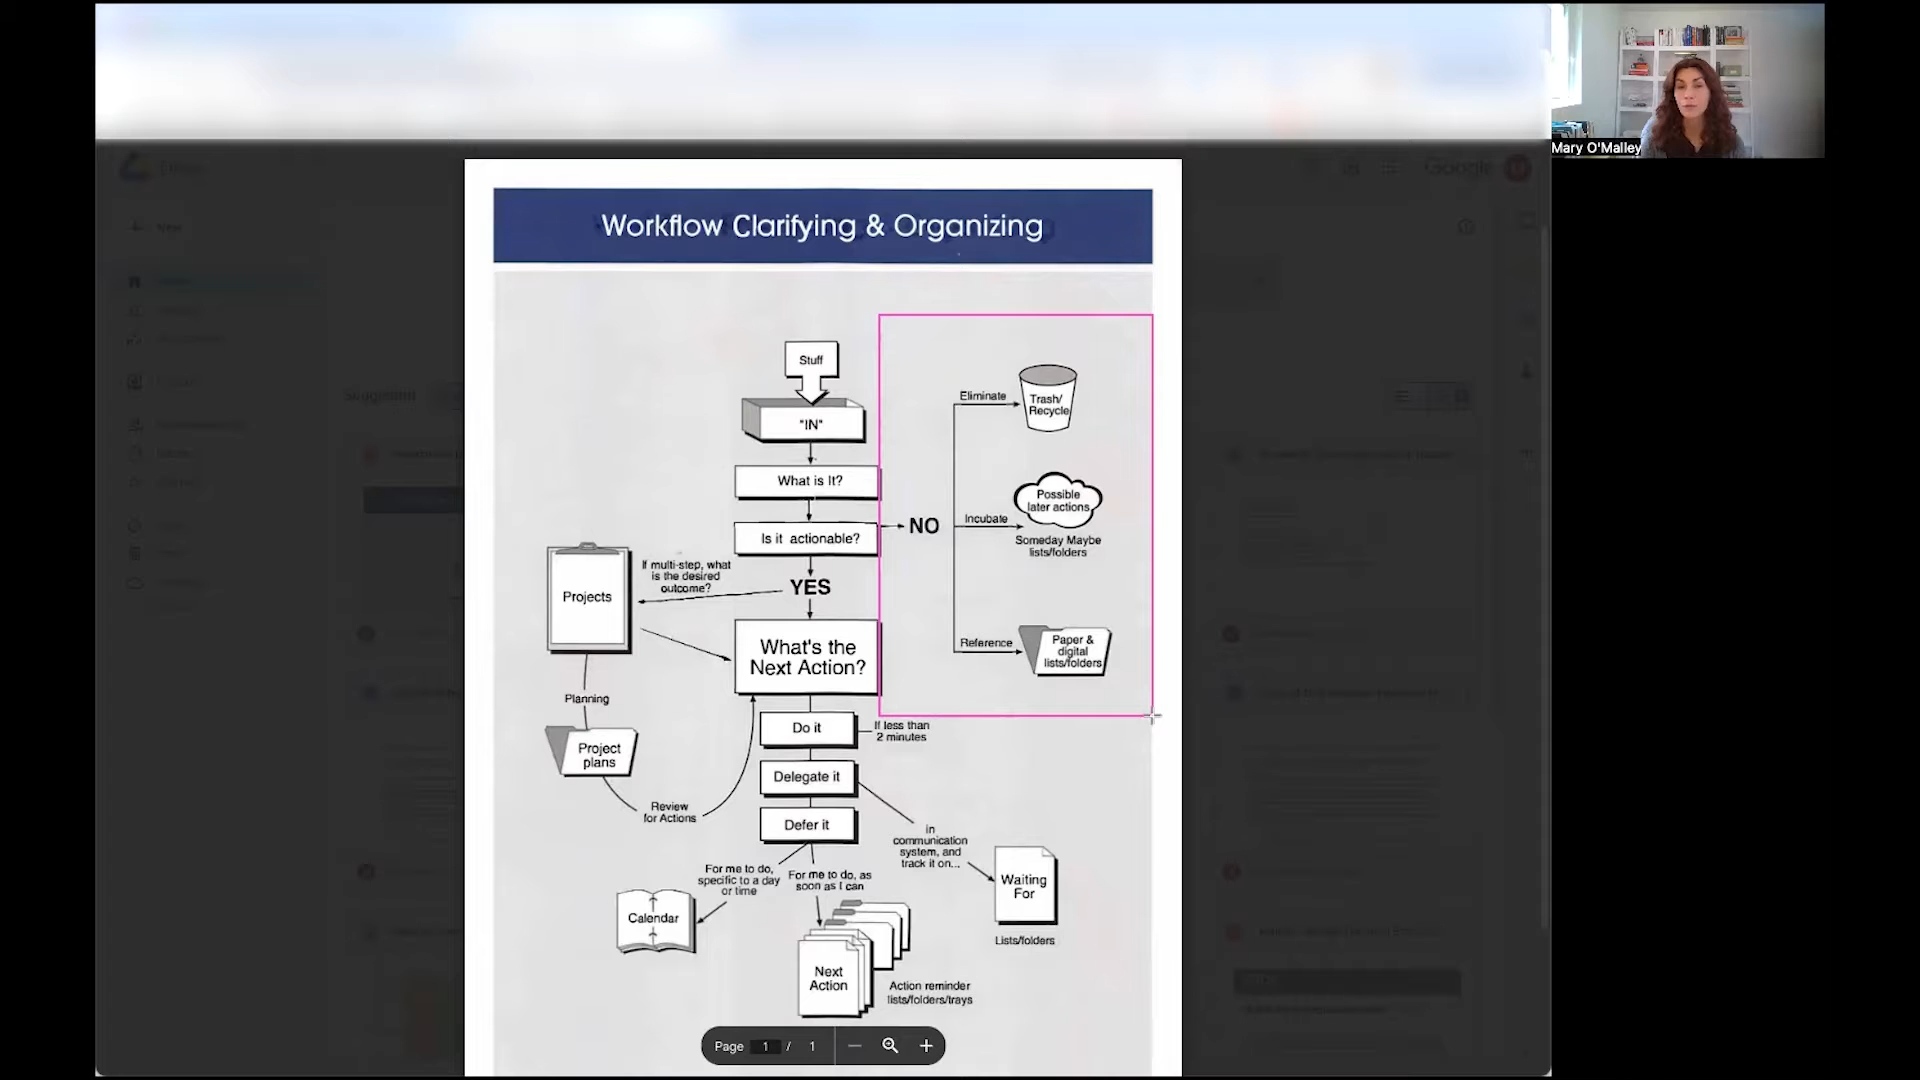 Mary O'Malley
Google
Workflow Clarifying & Organizing
Stuff
"IN"
What is It?
Is it actionable?
NO
Eliminate
Trash/
Recycle
Incubate
Possible
later actions
Someday Maybe
lists/folders
Reference
Paper &
digital
lists/folders
YES
If multi-step, what
is the desired
outcome?
Projects
What's the
Next Action?
Planning
Project
plans
Review
for Actions
Do it
If less than
2 minutes
Delegate it
Defer it
in
communication
system, and
track it on...
Waiting
For
Lists/folders
For me to do,
specific to a day
or time
For me to do, as
soon as I can
Calendar
Next
Action
Action reminder
lists/folders/trays
Page 1 / 1